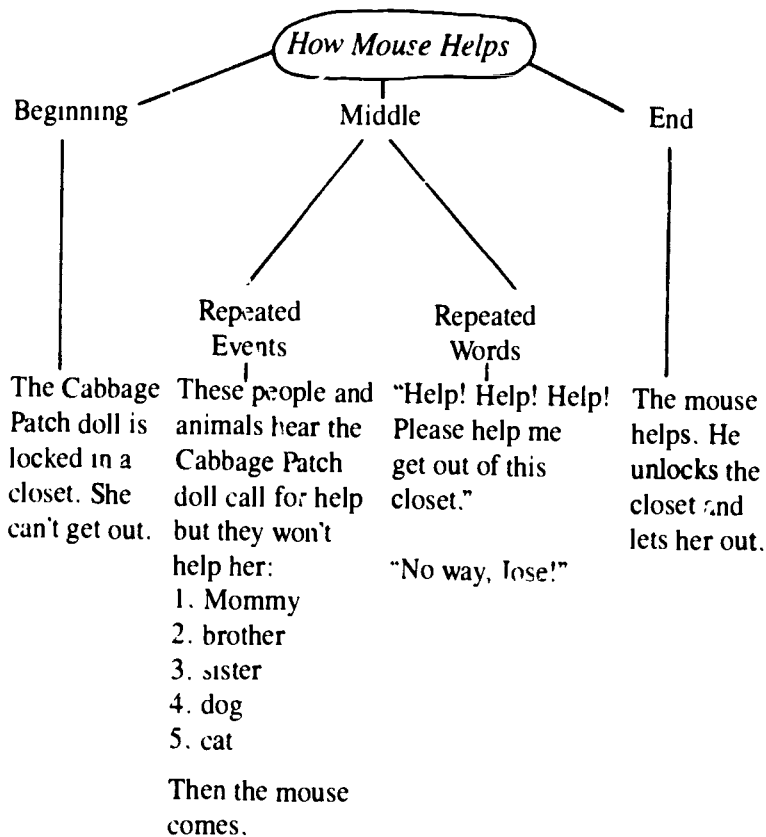 How Mouse Helps
Beginning
Middle
End
Repeated
Events
Repeated
Words
The Cabbage
Patch doll is
locked in a
closet. She
can't get out.
These people and
animals hear the
Cabbage Patch
doll call for help
but they won't
help her:
1. Mommy
2. brother
3. sister
4. dog
5. cat
Then the mouse
comes.
"Help! Help! Help!
Please help me
get out of this
closet."
"No way, Jose!"
The mouse
helps. He
unlocks the
closet and
lets her out.